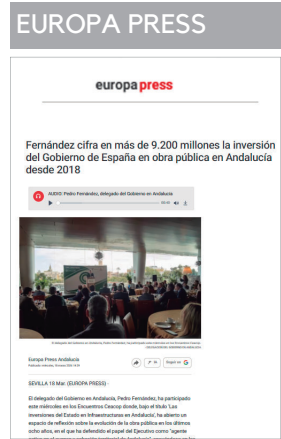 EUROPA PRESS
europa press
Fernández cifra en más de 9.200 millones la inversión
del Gobierno de España en obra pública en Andalucía
desde 2018
AUDIO: Pedro Fernández, delegado del Gobierno en Andalucía
Europa Press Andalucía
SEVILLA 18 Mar. (EUROPA PRESS) -
El delegado del Gobierno en Andalucía, Pedro Fernández, ha participado
este miércoles en los Encuentros Ceacop donde, bajo el título 'Las
inversiones del Estado en Infraestructuras en Andalucía', ha abierto un
espacio de reflexión sobre la evolución de la obra pública en los últimos
ocho años, en el que ha defendido el papel del Ejecutivo como "agente